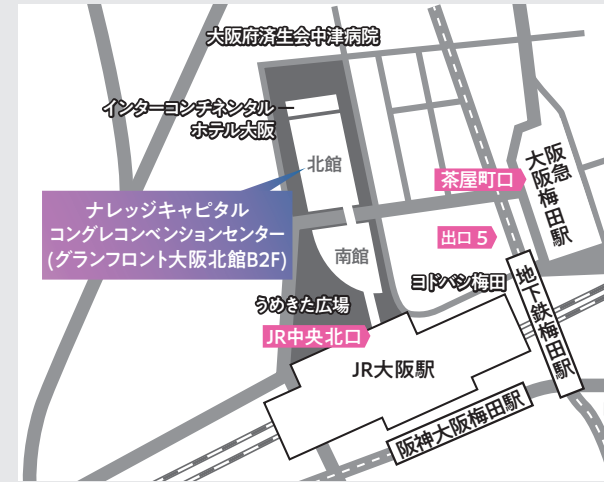 大阪府済生会中津病院
インターコンチネンタル
ホテル大阪
北館
ナレッジキャピタル
コングレコンベンションセンター
(グランフロント大阪北館B2F)
南館
うめきた広場
JR中央北口
JR大阪駅
茶屋町口
阪急
大阪梅田駅
出口 5
ヨドバシ梅田
地下鉄梅田駅
阪神大阪梅田駅